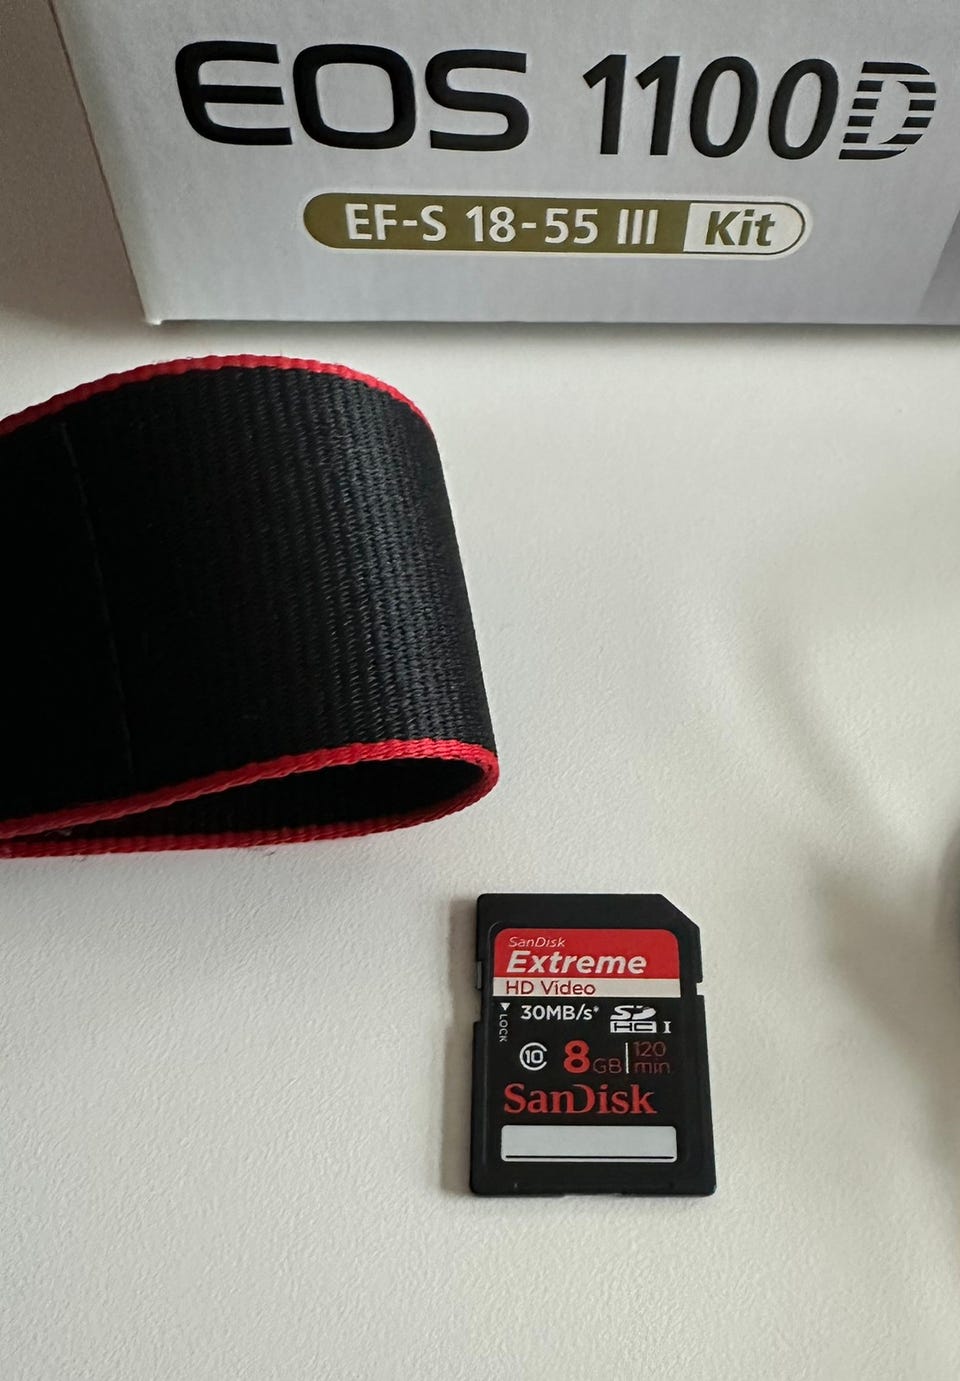 EOS 1100D
EF-S 18-55 III Kit
SanDisk
Extreme
HD Video
30MB/s* SD HC I
LOCK
10 8GB 120 min
SanDisk